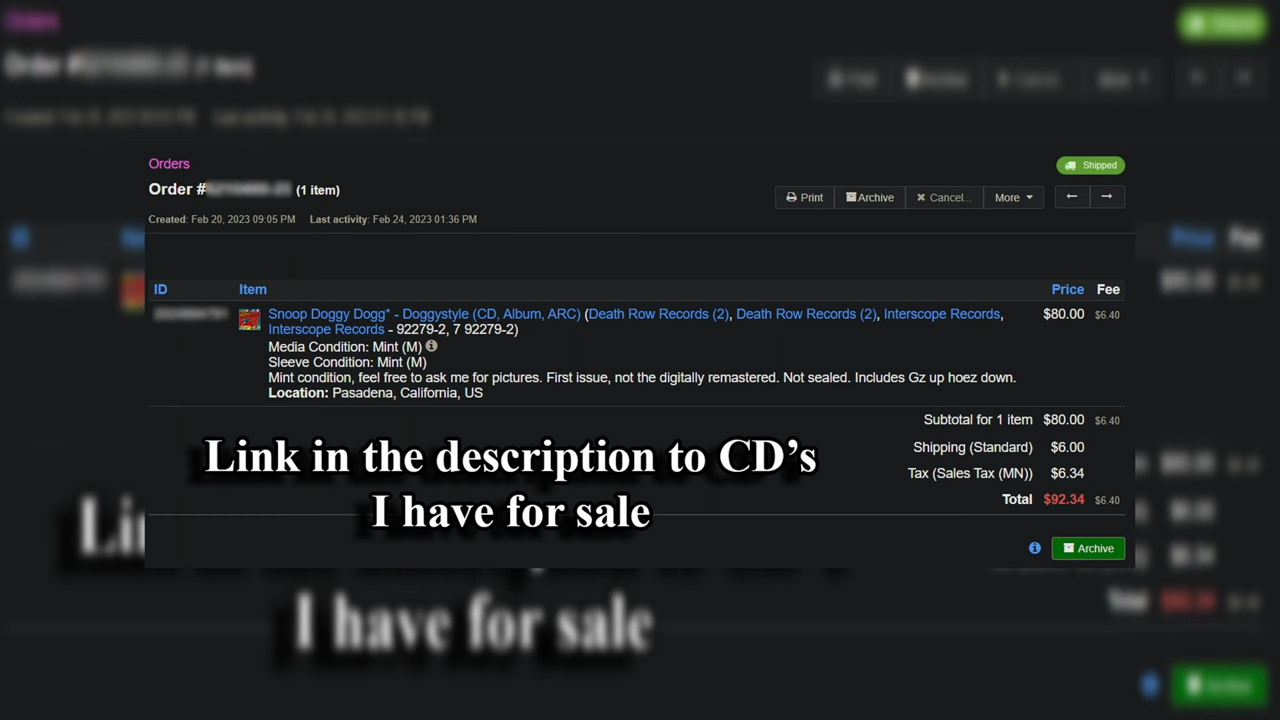 Orders
Shipped
Order #
(1 item)
Print
Archive
Cancel...
More
Created: Feb 20, 2023 09:05 PM Last activity: Feb 24, 2023 01:36 PM
ID Item Price Fee
Snoop Doggy Dogg* - Doggystyle (CD, Album, ARC) (Death Row Records (2), Death Row Records (2), Interscope Records, $80.00 $6.40
Interscope Records - 92279-2, 7 92279-2)
Media Condition: Mint (M)
Sleeve Condition: Mint (M)
Mint condition, feel free to ask me for pictures. First issue, not the digitally remastered. Not sealed. Includes Gz up hoez down.
Location: Pasadena, California, US
Subtotal for 1 item $80.00 $6.40
Shipping (Standard) $6.00
Tax (Sales Tax (MN)) $6.34
Total $92.34 $6.40
Link in the description to CD’s
I have for sale
Archive
I have for sale